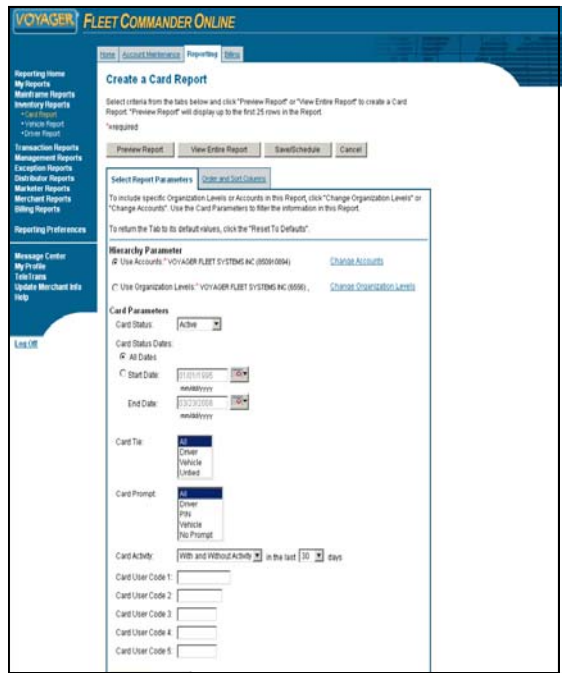 VOYAGER FLEET COMMANDER ONLINE
Home Account Maintenance Reporting Billing
Reporting Home
My Reports
Mainframe Reports
Inventory Reports
•Card Report
•Vehicle Report
•Driver Report
Transaction Reports
Management Reports
Exception Reports
Distributor Reports
Marketer Reports
Merchant Reports
Billing Reports
Reporting Preferences
Message Center
My Profile
TeleTrans
Update Merchant Info
Help
Log Off
Create a Card Report
Select criteria from the tabs below and click "Preview Report" or "View Entire Report" to create a Card
Report. "Preview Report" will display up to the first 25 rows in the Report.
*=required
Preview Report View Entire Report Save/Schedule Cancel
Select Report Parameters Order and Sort Columns
To include specific Organization Levels or Accounts in this Report, click "Change Organization Levels" or
"Change Accounts". Use the Card Parameters to filter the information in this Report.
To return the Tab to its default values, click the "Reset To Defaults".
Hierarchy Parameter
Use Accounts:* VOYAGER FLEET SYSTEMS INC (850910894) Change Accounts
Use Organization Levels:* VOYAGER FLEET SYSTEMS INC (8556) , Change Organization Levels
Card Parameters
Card Status: Active
Card Status Dates:
All Dates
Start Date: 01/01/1995
mm/dd/yyyy
End Date: 03/23/2008
mm/dd/yyyy
Card Tie: All
Driver
Vehicle
Untied
Card Prompt: All
Driver
PIN
Vehicle
No Prompt
Card Activity: With and Without Activity in the last 30 days
Card User Code 1:
Card User Code 2:
Card User Code 3:
Card User Code 4:
Card User Code 5: